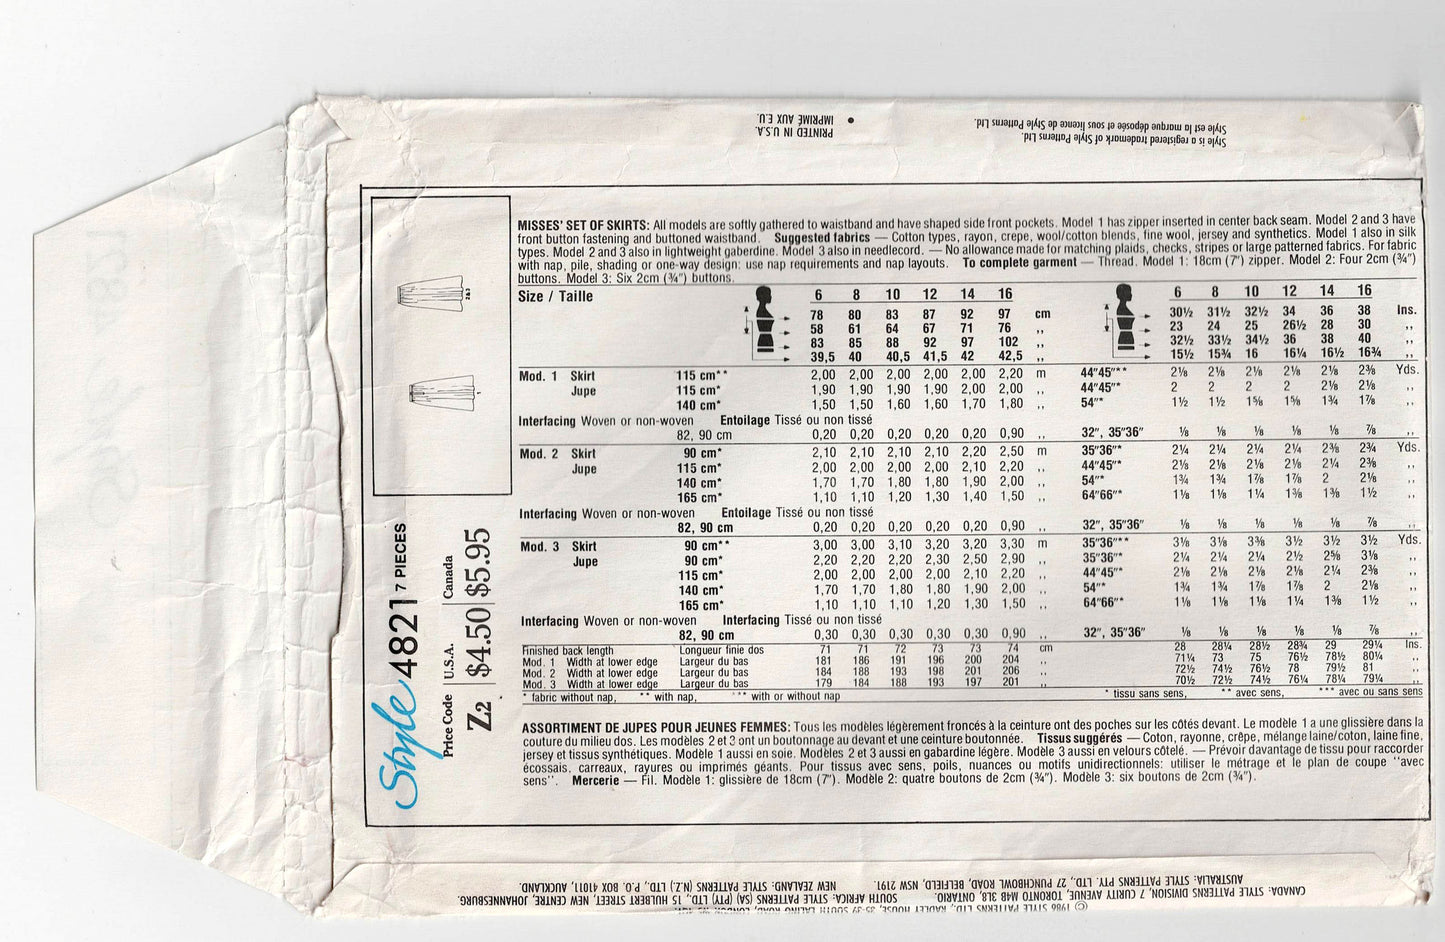 PRINTED IN U.S.A.
IMPRIMÉ AUX E.U.
•
Style is a registered trademark of Style Patterns Ltd.
Style est la marque déposée et sous licence de Style Patterns Ltd.
MISSES' SET OF SKIRTS: All models are softly gathered to waistband and have shaped side front pockets. Model 1 has zipper inserted in center back seam. Model 2 and 3 have
front button fastening and buttoned waistband. Suggested fabrics — Cotton types, rayon, crepe, wool/cotton blends, fine wool, jersey and synthetics. Model 1 also in silk
types. Model 2 and 3 also in lightweight gaberdine. Model 3 also in needlecord. — No allowance made for matching plaids, checks, stripes or large patterned fabrics. For fabric
with nap, pile, shading or one-way design: use nap requirements and nap layouts. To complete garment — Thread. Model 1: 18cm (7") zipper. Model 2: Four 2cm (¾")
buttons. Model 3: Six 2cm (¾") buttons.
Size / Taille 6 8 10 12 14 16 6 8 10 12 14 16
78 80 83 87 92 97 cm 30½ 31½ 32½ 34 36 38 Ins.
58 61 64 67 71 76 ,, 23 24 25 26½ 28 30 ,,
83 85 88 92 97 102 ,, 32½ 33½ 34½ 36 38 40 ,,
39,5 40 40,5 41,5 42 42,5 ,, 15½ 15¾ 16 16¼ 16½ 16¾ ,,
Mod. 1 Skirt 115 cm** 2,00 2,00 2,00 2,00 2,00 2,20 m 44"45"** 2⅛ 2⅛ 2⅛ 2⅛ 2⅛ 2⅜ Yds.
Jupe 115 cm* 1,90 1,90 1,90 1,90 2,00 2,00 ,, 44"45"* 2 2 2 2 2⅛ 2⅛ ,,
140 cm* 1,50 1,50 1,60 1,60 1,70 1,80 ,, 54"* 1½ 1½ 1⅝ 1⅝ 1¾ 1⅞ ,,
Interfacing Woven or non-woven Entoilage Tissé ou non tissé
82, 90 cm 0,20 0,20 0,20 0,20 0,20 0,90 ,, 32", 35"36" ⅛ ⅛ ⅛ ⅛ ⅛ ⅞ ,,
Mod. 2 Skirt 90 cm* 2,10 2,10 2,10 2,10 2,20 2,50 m 35"36"* 2¼ 2¼ 2¼ 2¼ 2⅜ 2¾ Yds.
Jupe 115 cm* 2,00 2,00 2,00 2,00 2,10 2,20 ,, 44"45"* 2⅛ 2⅛ 2⅛ 2⅛ 2¼ 2⅜ ,,
140 cm* 1,70 1,70 1,80 1,80 1,90 2,00 ,, 54"* 1¾ 1¾ 1⅞ 1⅞ 2 2⅛ ,,
165 cm* 1,10 1,10 1,20 1,30 1,40 1,50 ,, 64"66"* 1⅛ 1⅛ 1¼ 1⅜ 1⅜ 1½ ,,
Interfacing Woven or non-woven Entoilage Tissé ou non tissé
82, 90 cm 0,20 0,20 0,20 0,20 0,20 0,90 ,, 32", 35"36" ⅛ ⅛ ⅛ ⅛ ⅛ ⅞ ,,
Mod. 3 Skirt 90 cm** 3,00 3,00 3,10 3,20 3,20 3,30 m 35"36"** 3⅛ 3⅛ 3⅜ 3½ 3½ 3½ Yds.
Jupe 90 cm* 2,20 2,20 2,20 2,30 2,50 2,90 ,, 35"36"* 2¼ 2¼ 2¼ 2½ 2⅝ 3⅛ ,,
115 cm* 2,00 2,00 2,00 2,00 2,10 2,20 ,, 44"45"* 2⅛ 2⅛ 2⅛ 2⅛ 2¼ 2⅜ ,,
140 cm* 1,70 1,70 1,80 1,80 1,90 2,00 ,, 54"* 1¾ 1¾ 1⅞ 1⅞ 2 2⅛ ,,
165 cm* 1,10 1,10 1,10 1,20 1,30 1,50 ,, 64"66"* 1⅛ 1⅛ 1⅛ 1¼ 1⅜ 1½ ,,
Interfacing Woven or non-woven Interfacing Tissé ou non tissé
82, 90 cm 0,30 0,30 0,30 0,30 0,30 0,90 ,, 32", 35"36" ⅛ ⅛ ⅛ ⅛ ⅛ ⅞ ,,
Finished back length Longueur finie dos 71 71 72 73 73 74 cm 28 28¼ 28½ 28¾ 29 29¼ Ins.
Mod. 1 Width at lower edge Largeur du bas 181 186 191 196 200 204 ,, 71¼ 73 75 76½ 78½ 80¼ ,,
Mod. 2 Width at lower edge Largeur du bas 184 188 193 198 201 206 ,, 72½ 74½ 76½ 78 79½ 81 ,,
Mod. 3 Width at lower edge Largeur du bas 179 184 188 193 197 201 ,, 70½ 72½ 74½ 76¼ 78¼ 79¼ ,,
* fabric without nap, ** with nap, *** with or without nap * tissu sans sens, ** avec sens, *** avec ou sans sens
ASSORTIMENT DE JUPES POUR JEUNES FEMMES: Tous les modèles légèrement froncés à la ceinture ont des poches sur les côtés devant. Le modèle 1 a une glissière dans la
couture du milieu dos. Les modèles 2 et 3 ont un boutonnage au devant et une ceinture boutonnée. Tissus suggérés — Coton, rayonne, crêpe, mélange laine/coton, laine fine,
jersey et tissus synthétiques. Modèle 1 aussi en soie. Modèles 2 et 3 aussi en gabardine légère. Modèle 3 aussi en velours côtelé. — Prévoir davantage de tissu pour raccorder
écossais, carreaux, rayures ou imprimés géants. Pour tissus avec sens, poils, nuances ou motifs unidirectionnels: utiliser le métrage et le plan de coupe "avec
sens". Mercerie — Fil. Modèle 1: glissière de 18cm (7"). Modèle 2: quatre boutons de 2cm (¾"). Modèle 3: six boutons de 2cm (¾").
2&3
1
Style 4821 7 PIECES
Price Code U.S.A. Canada
Z2 $4.50 $5.95
© 1986 STYLE PATTERNS LTD.,
CANADA: STYLE PATTERNS DIVISION, 7 CURITY AVENUE, TORONTO M4B 3L8, ONTARIO. SOUTH AFRICA: STYLE PATTERNS (SA) (PTY) LTD., 15 HULBERT STREET, NEW CENTRE, JOHANNESBURG.
AUSTRALIA: STYLE PATTERNS PTY. LTD., 27 PUNCHBOWL ROAD, BELFIELD, NSW 2191. NEW ZEALAND: STYLE PATTERNS (N.Z.) LTD., P.O. BOX 41011, AUCKLAND.